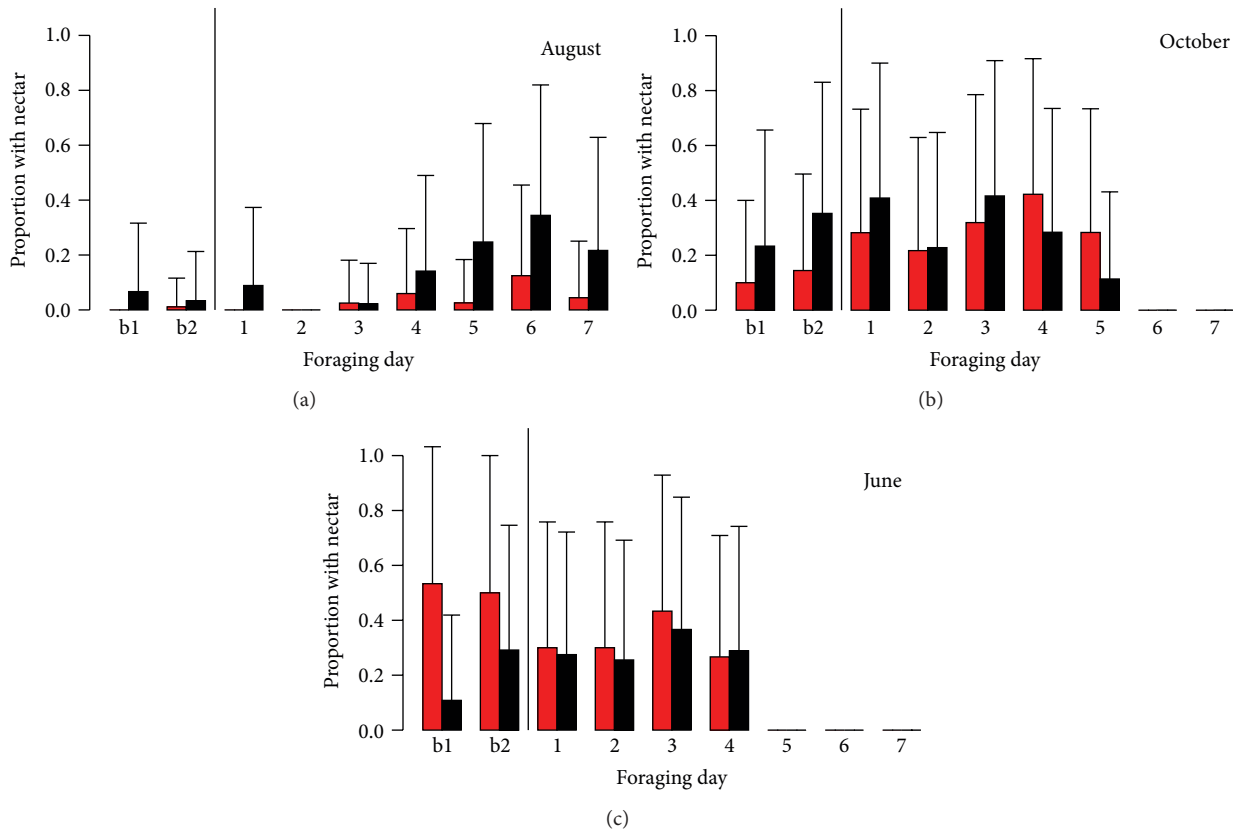 August
Proportion with nectar
1.0
0.8
0.6
0.4
0.2
0.0
b1 b2 1 2 3 4 5 6 7
Foraging day
(a)
October
Proportion with nectar
1.0
0.8
0.6
0.4
0.2
0.0
b1 b2 1 2 3 4 5 6 7
Foraging day
(b)
June
Proportion with nectar
1.0
0.8
0.6
0.4
0.2
0.0
b1 b2 1 2 3 4 5 6 7
Foraging day
(c)